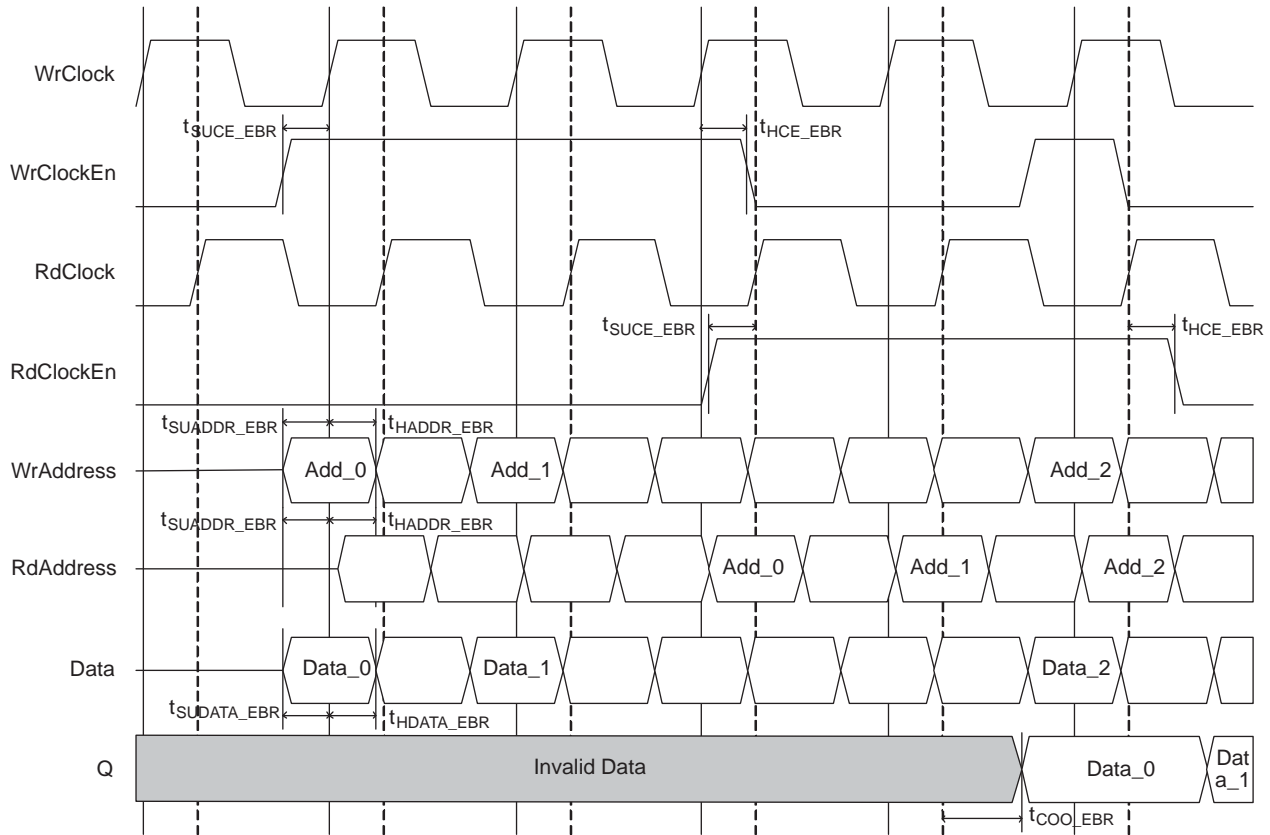 WrClock
tSUCE_EBR
tHCE_EBR
WrClockEn
RdClock
tSUCE_EBR
tHCE_EBR
RdClockEn
tSUADDR_EBR
tHADDR_EBR
WrAddress
Add_0
Add_1
Add_2
tSUADDR_EBR
tHADDR_EBR
RdAddress
Add_0
Add_1
Add_2
Data
Data_0
Data_1
Data_2
tSUDATA_EBR
tHDATA_EBR
Q
Invalid Data
Data_0
Dat
a_1
tCOO_EBR